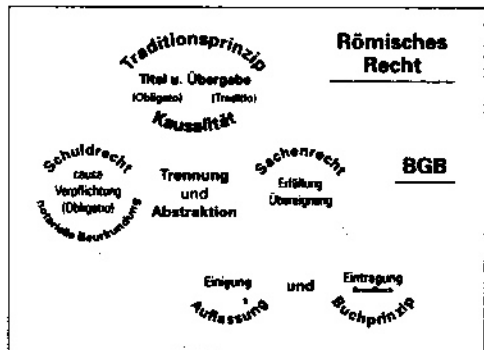 Traditionsprinzip
Titel u. Übergabe
(Obligatio) (Traditio)
Kausalität
Römisches
Recht
Schuldrecht
causa
Verpflichtung
(Obligatio)
notarielle Beurkundung
Trennung
und
Abstraktion
Sachenrecht
Erfüllung
Übereignung
BGB
Einigung
Auflassung
und
Eintragung
Buchprinzip